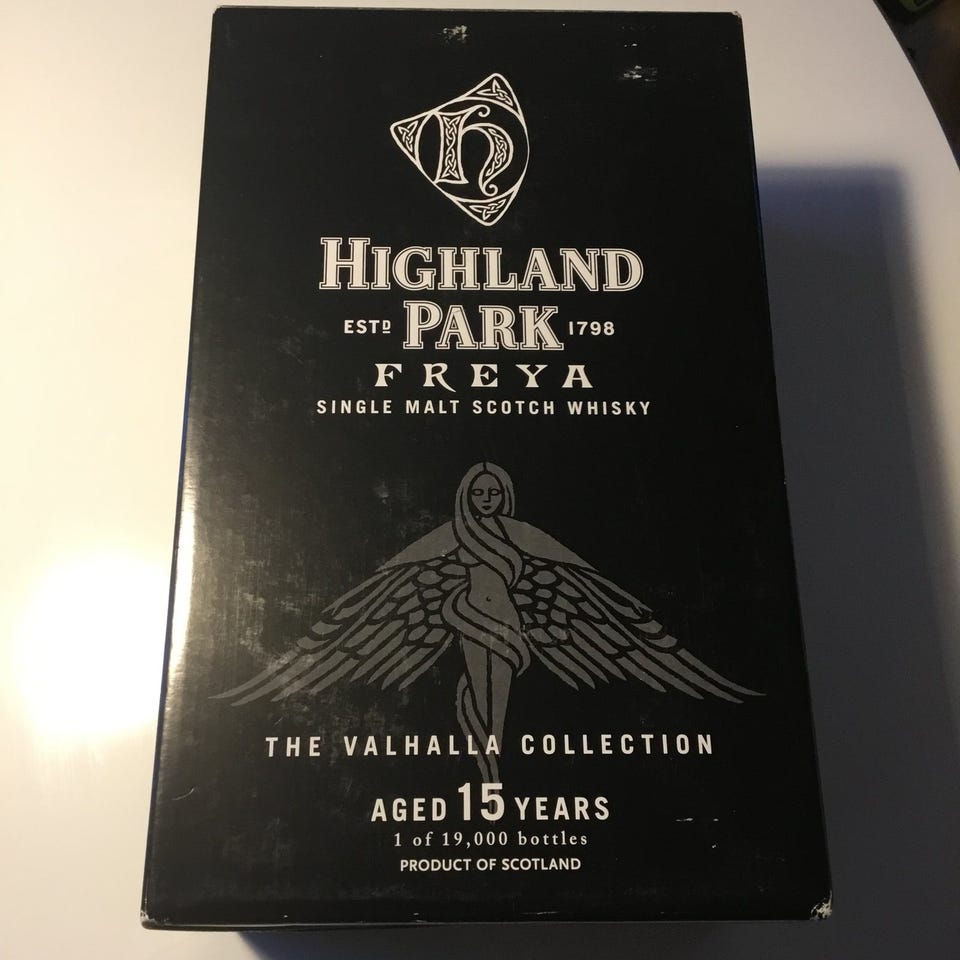 H
HIGHLAND
ESTD PARK 1798
FREYA
SINGLE MALT SCOTCH WHISKY
THE VALHALLA COLLECTION
AGED 15 YEARS
1 of 19,000 bottles
PRODUCT OF SCOTLAND